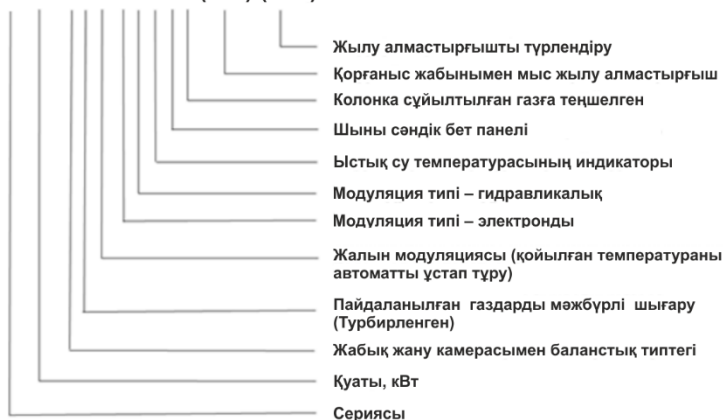 Жылу алмастырғышты түрлендіру
Қорғаныс жабынымен мыс жылу алмастырғыш
Колонка сұйылтылған газға теңшелген
Шыны сәндік бет панелі
Ыстық су температурасының индикаторы
Модуляция типі – гидравликалық
Модуляция типі – электронды
Жалын модуляциясы (қойылған температураны
автоматты ұстап тұру)
Пайдаланылған газдарды мәжбүрлі шығару
(Турбирленген)
Жабық жану камерасымен баланстық типтегі
Қуаты, кВт
Сериясы